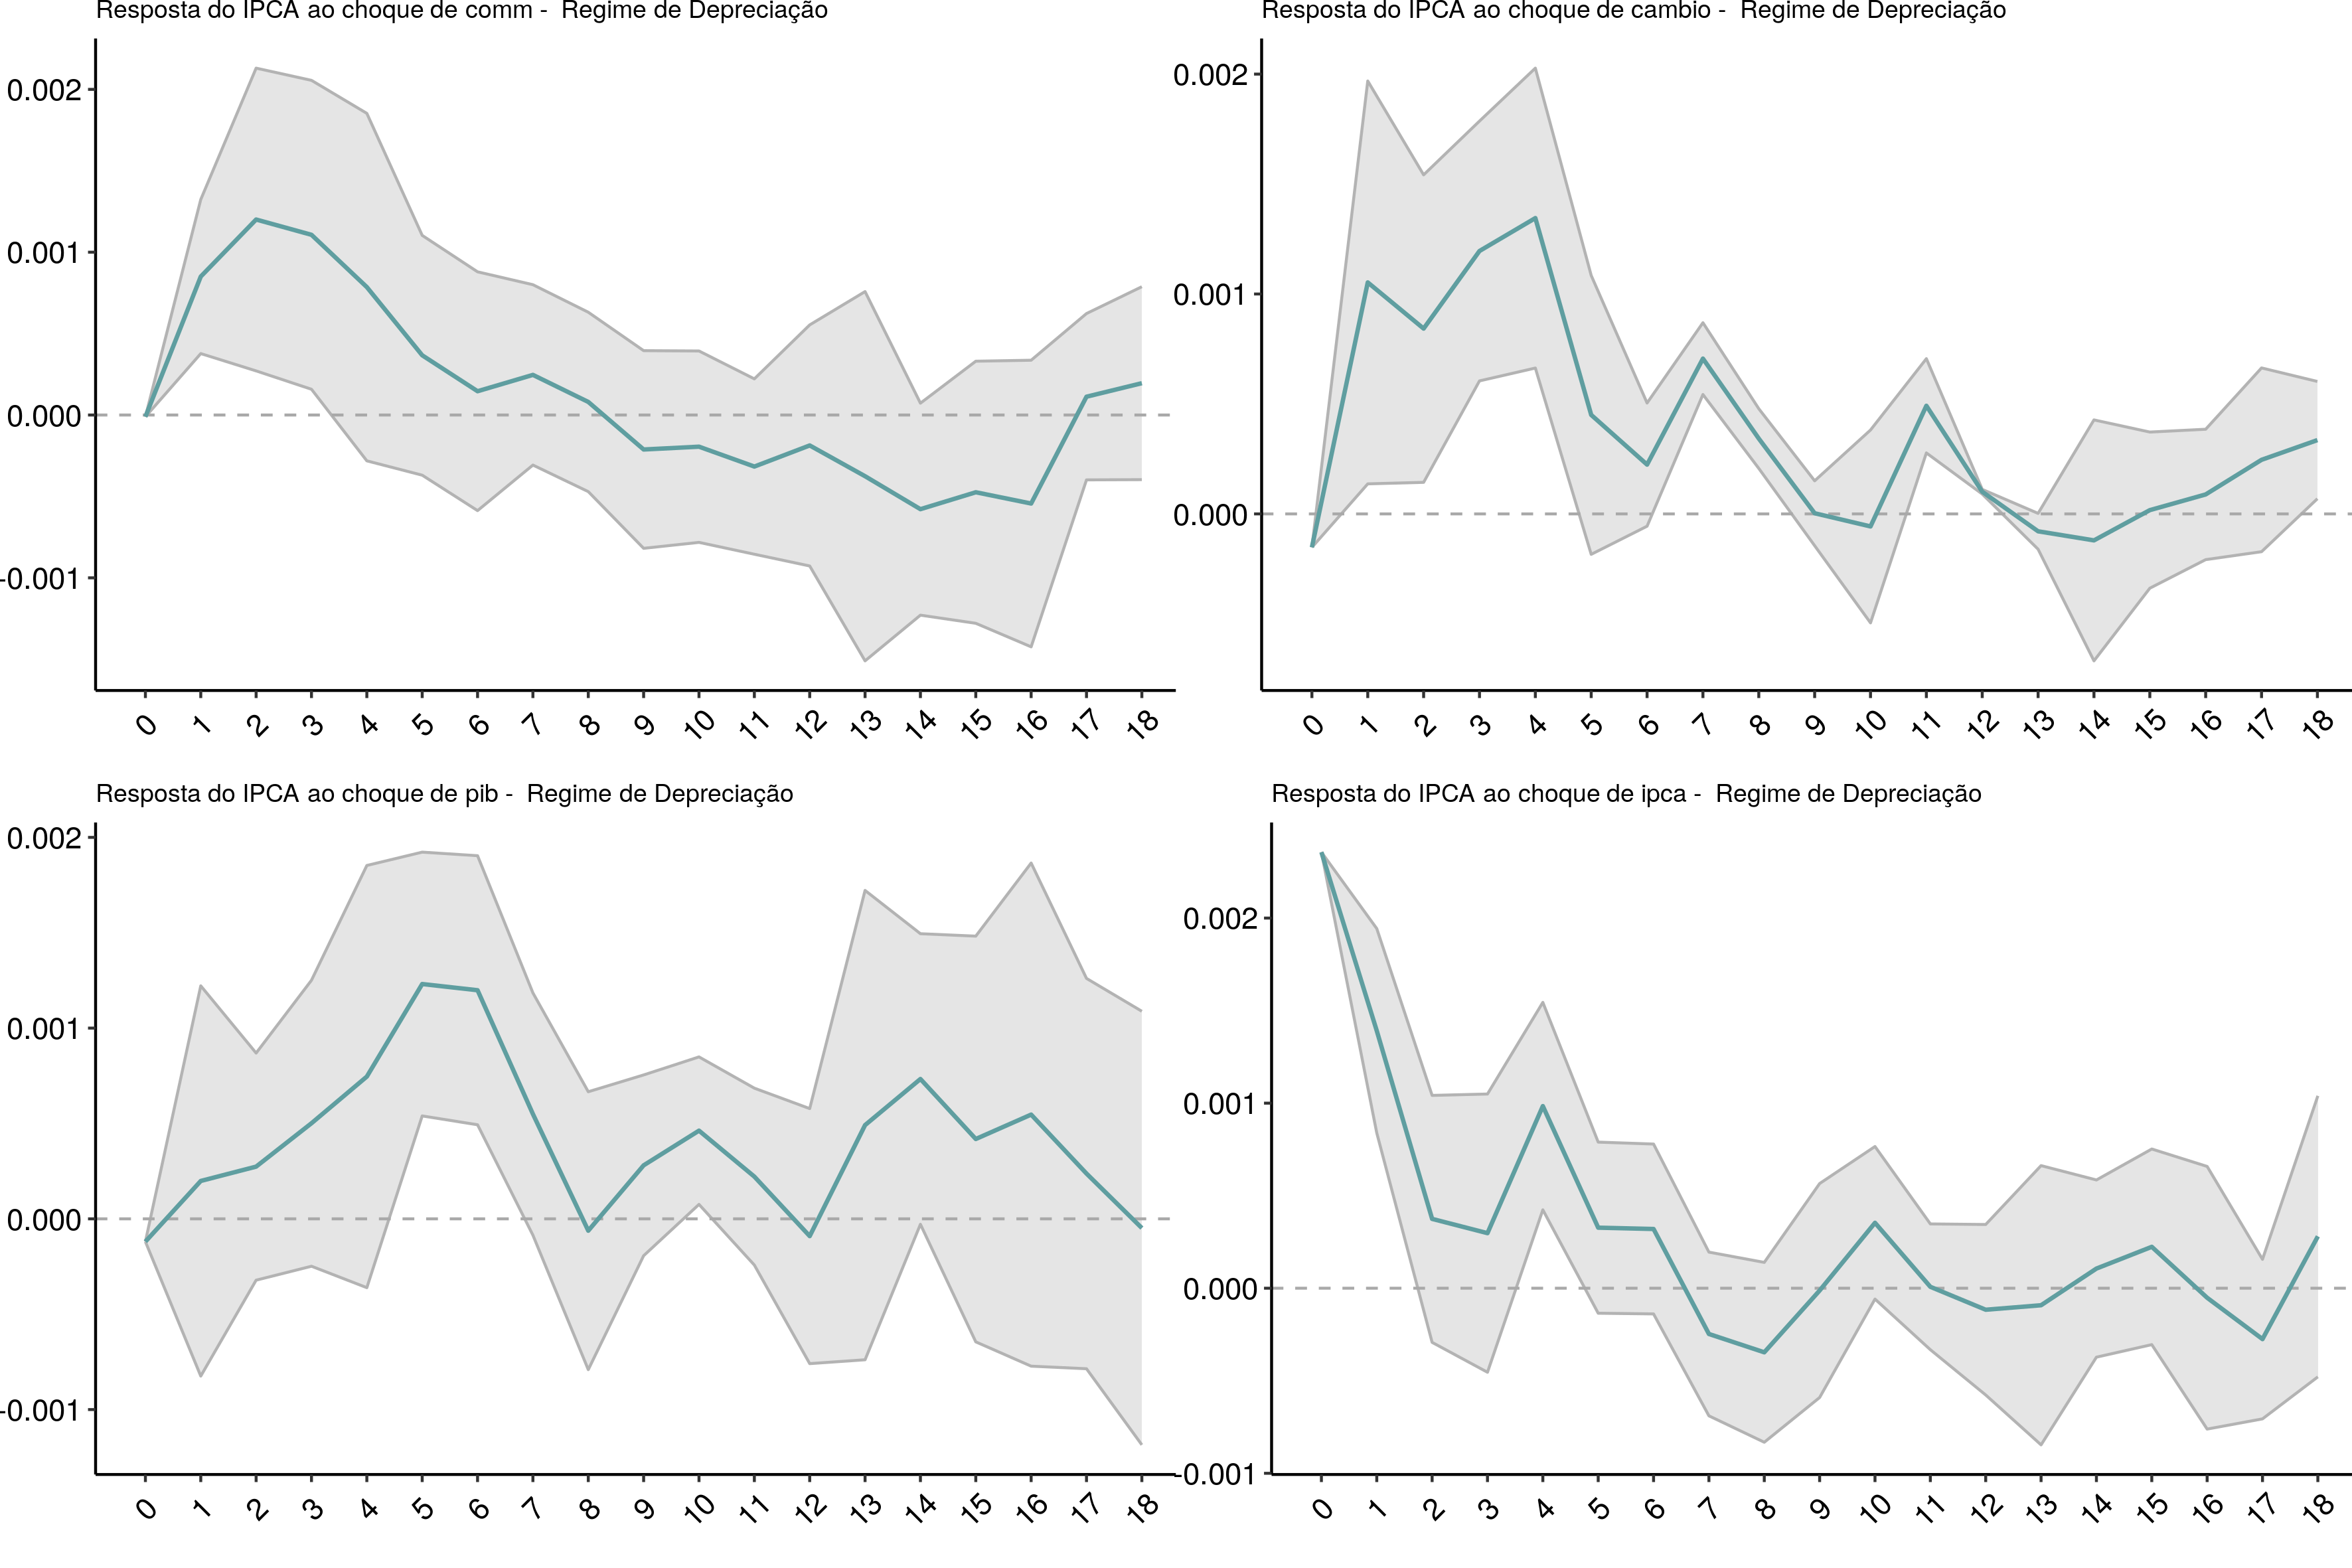 Resposta do IPCA ao choque de comm -  Regime de Depreciação
0.002
0.001
0.000
-0.001
0 1 2 3 4 5 6 7 8 9 10 11 12 13 14 15 16 17 18
Resposta do IPCA ao choque de cambio -  Regime de Depreciação
0.002
0.001
0.000
0 1 2 3 4 5 6 7 8 9 10 11 12 13 14 15 16 17 18
Resposta do IPCA ao choque de pib -  Regime de Depreciação
0.002
0.001
0.000
-0.001
0 1 2 3 4 5 6 7 8 9 10 11 12 13 14 15 16 17 18
Resposta do IPCA ao choque de ipca -  Regime de Depreciação
0.002
0.001
0.000
-0.001
0 1 2 3 4 5 6 7 8 9 10 11 12 13 14 15 16 17 18